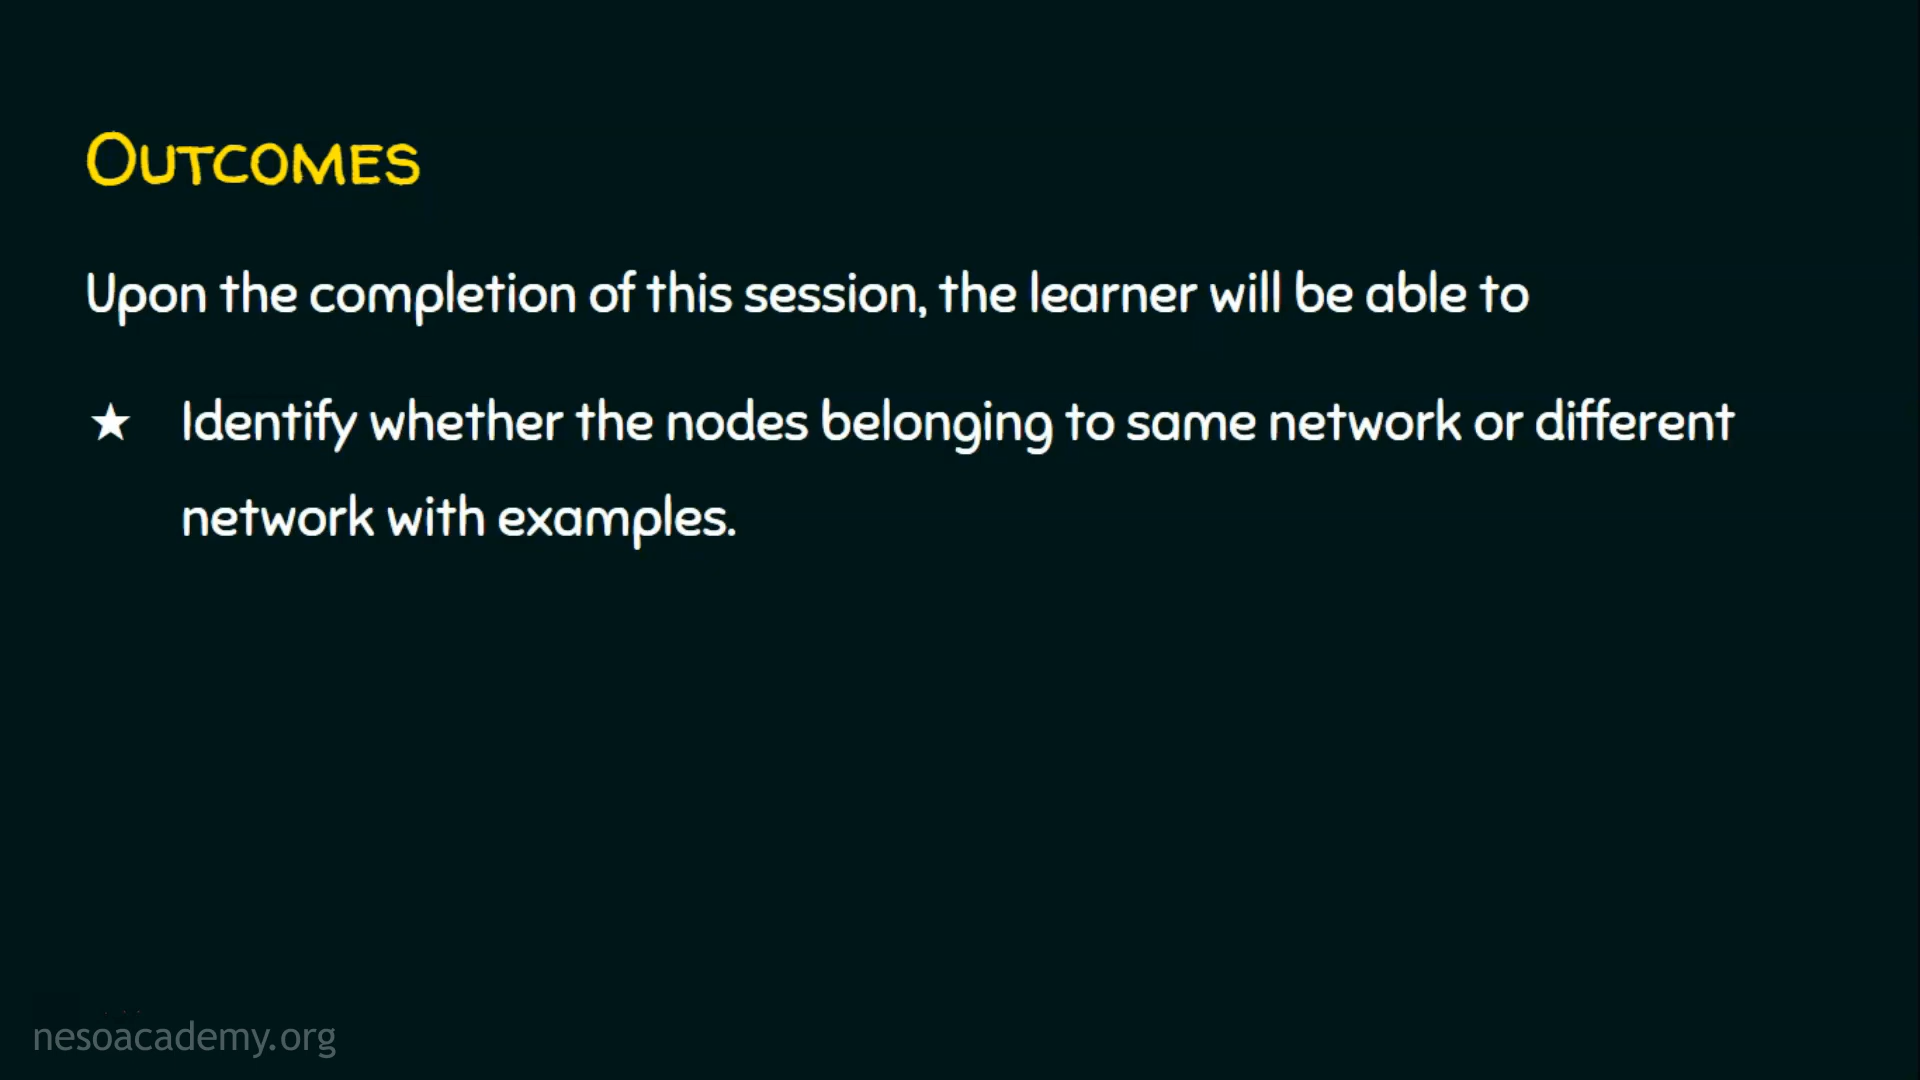 OUTCOMES
Upon the completion of this session, the learner will be able to
★ Identify whether the nodes belonging to same network or different
network with examples.
nesoacademy.org